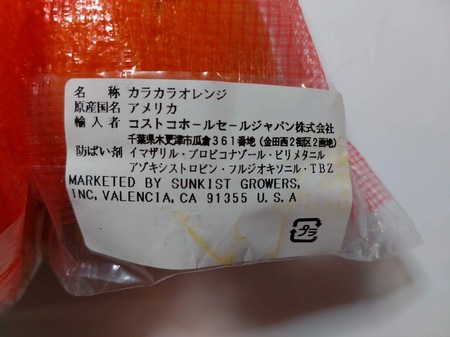 名 称 カラカラオレンジ
原産国名 アメリカ
輸 入 者 コストコホールセールジャパン株式会社
千葉県木更津市瓜倉361番地(金田西2街区2画地)
防ばい剤 イマザリル・プロピコナゾール・ピリメタニル
アゾキシストロビン・フルジオキソニル・TBZ
MARKETED BY SUNKIST GROWERS,
INC,VALENCIA,CA 91355 U.S.A
プラ